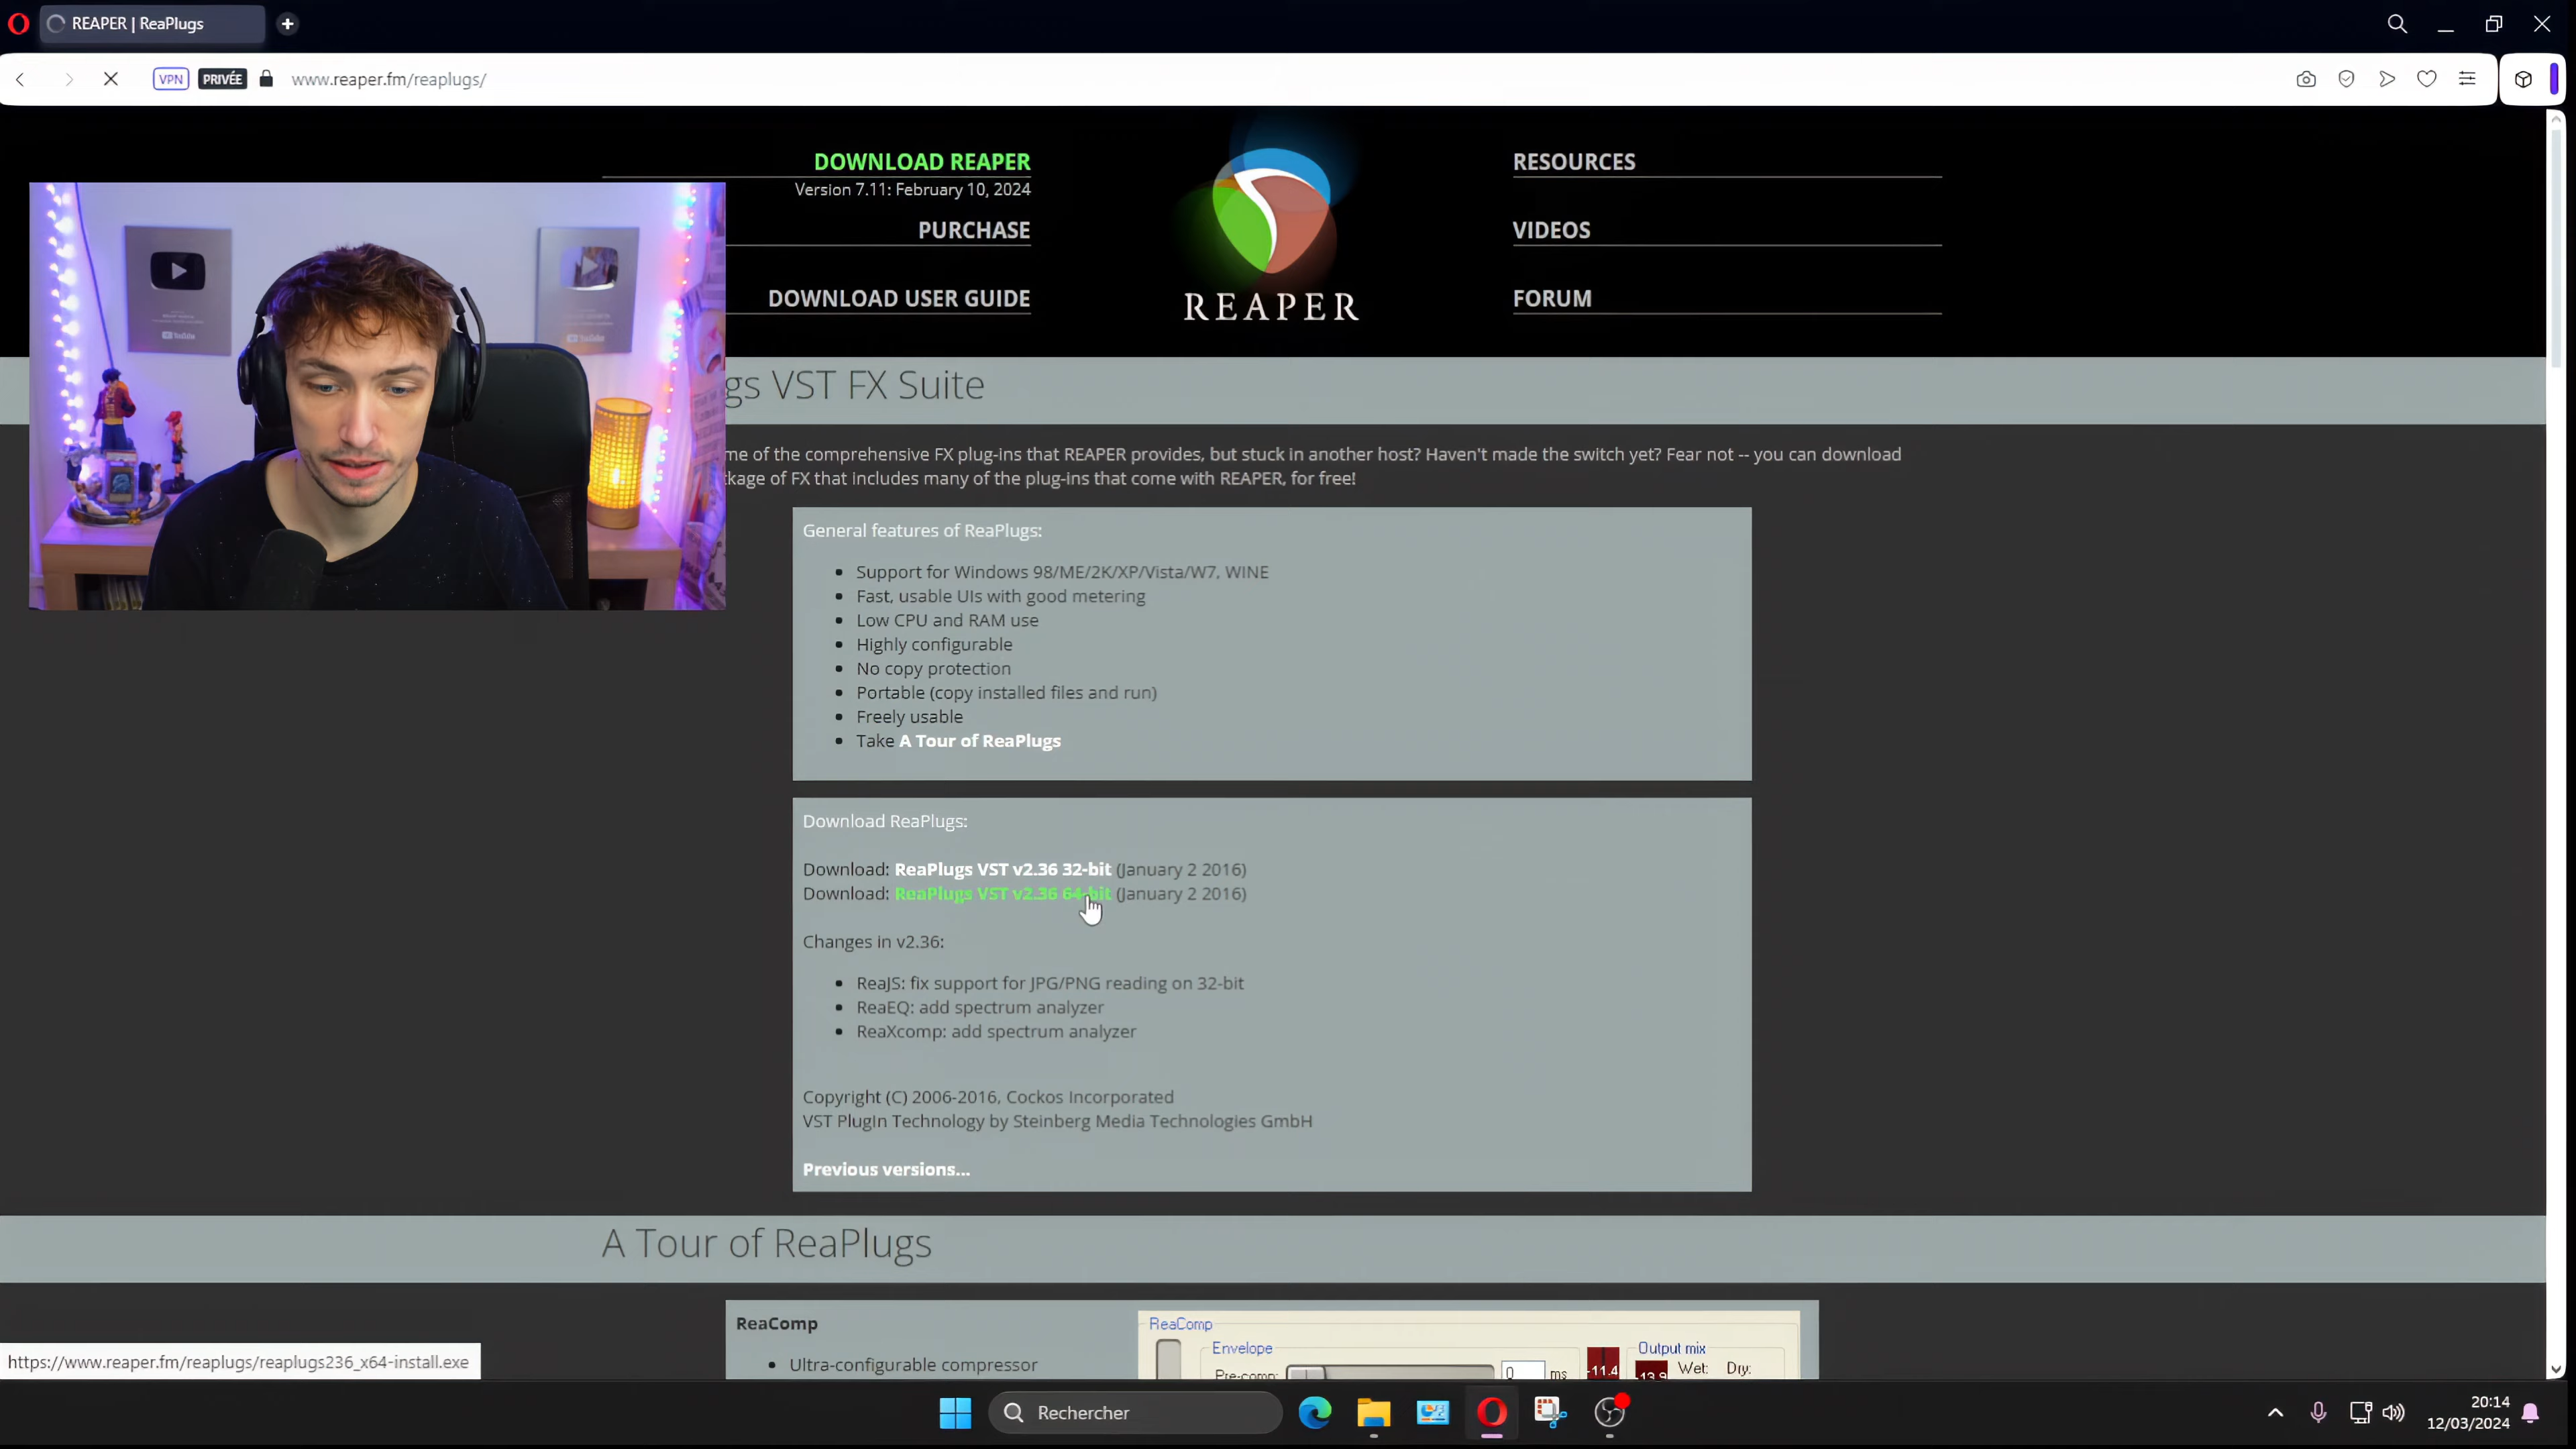 REAPER | ReaPlugs
VPN PRIVÉE www.reaper.fm/reaplugs/
DOWNLOAD REAPER
Version 7.11: February 10, 2024
PURCHASE
DOWNLOAD USER GUIDE
REAPER
RESOURCES
VIDEOS
FORUM
gs VST FX Suite
me of the comprehensive FX plug-ins that REAPER provides, but stuck in another host? Haven't made the switch yet? Fear not -- you can download
kage of FX that includes many of the plug-ins that come with REAPER, for free!
General features of ReaPlugs:
Support for Windows 98/ME/2K/XP/Vista/W7, WINE
Fast, usable UIs with good metering
Low CPU and RAM use
Highly configurable
No copy protection
Portable (copy installed files and run)
Freely usable
Take A Tour of ReaPlugs
Download ReaPlugs:
Download: ReaPlugs VST v2.36 32-bit (January 2 2016)
Download: ReaPlugs VST v2.36 64-bit (January 2 2016)
Changes in v2.36:
ReaJS: fix support for JPG/PNG reading on 32-bit
ReaEQ: add spectrum analyzer
ReaXcomp: add spectrum analyzer
Copyright (C) 2006-2016, Cockos Incorporated
VST PlugIn Technology by Steinberg Media Technologies GmbH
Previous versions...
A Tour of ReaPlugs
ReaComp
Ultra-configurable compressor
ReaComp
Envelope
Pre-comp:
0 ms
-11.4
Output mix
-13.9
Wet: Dry:
https://www.reaper.fm/reaplugs/reaplugs236_x64-install.exe
Rechercher
20:14
12/03/2024